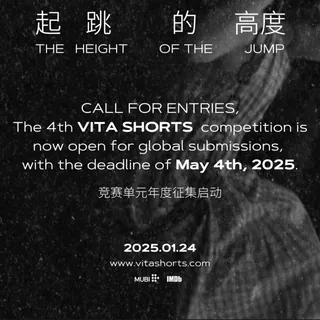 起 跳 的 高度
THE HEIGHT OF THE JUMP
CALL FOR ENTRIES,
The 4th VITA SHORTS competition is
now open for global submissions,
with the deadline of May 4th, 2025.
竞赛单元年度征集启动
2025.01.24
www.vitashorts.com
MUBI IMDb